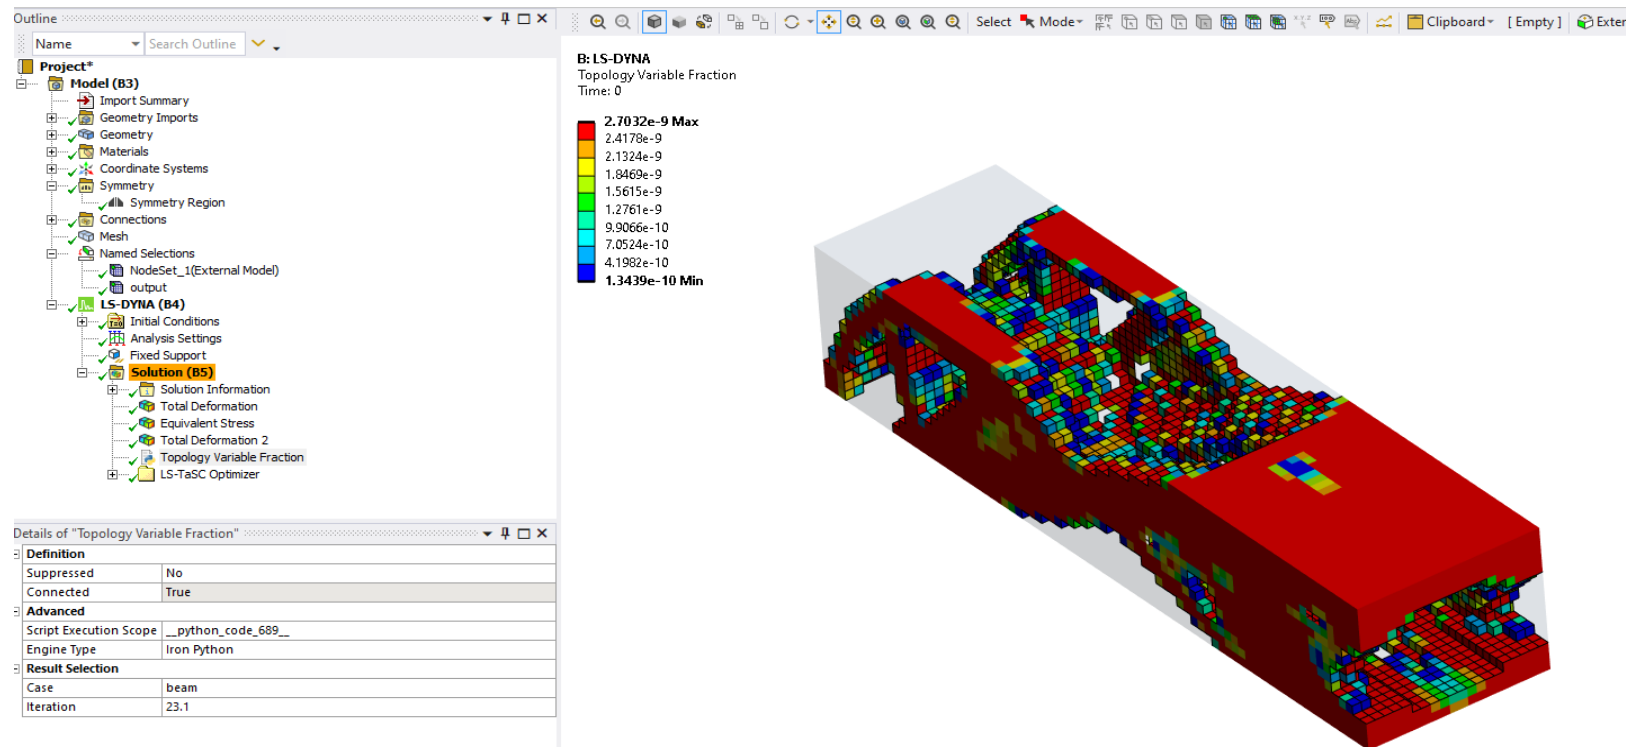 Outline
Name
Search Outline
Project*
Model (B3)
Import Summary
Geometry Imports
Geometry
Materials
Coordinate Systems
Symmetry
Symmetry Region
Connections
Mesh
Named Selections
NodeSet_1(External Model)
output
LS-DYNA (B4)
Initial Conditions
Analysis Settings
Fixed Support
Solution (B5)
Solution Information
Total Deformation
Equivalent Stress
Total Deformation 2
Topology Variable Fraction
LS-TaSC Optimizer
Details of "Topology Variable Fraction"
Definition
Suppressed No
Connected True
Advanced
Script Execution Scope __python_code_689__
Engine Type Iron Python
Result Selection
Case beam
Iteration 23.1
Select Mode Clipboard [ Empty ] Exter
B: LS-DYNA
Topology Variable Fraction
Time: 0
2.7032e-9 Max
2.4178e-9
2.1324e-9
1.8469e-9
1.5615e-9
1.2761e-9
9.9066e-10
7.0524e-10
4.1982e-10
1.3439e-10 Min